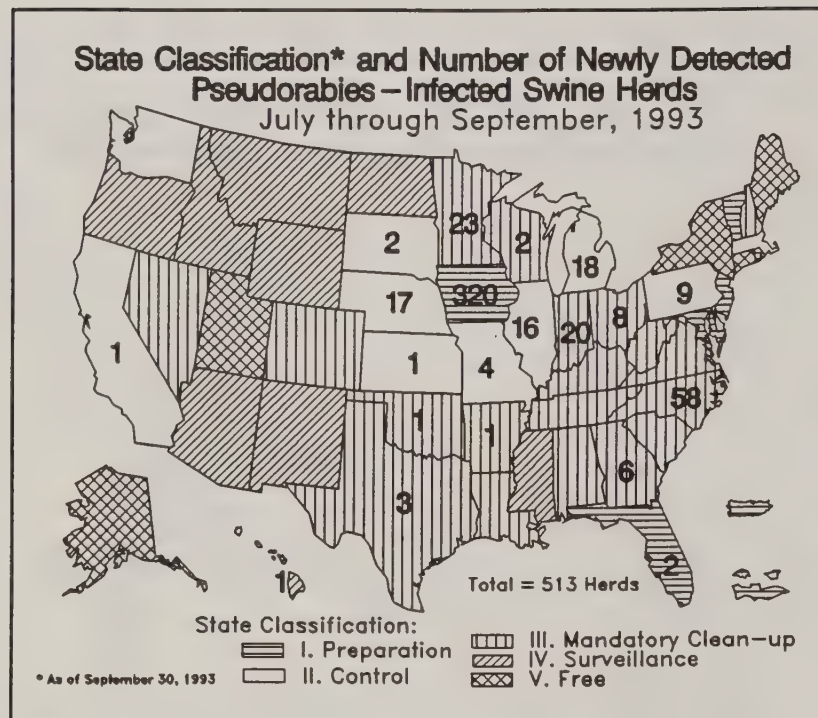 State Classification* and Number of Newly Detected
Pseudorabies-Infected Swine Herds
July through September, 1993
23
2
2
18
320
17
9
16
20
8
1
1
4
58
1
1
6
3
2
1
Total = 513 Herds
State Classification:
I. Preparation
II. Control
III. Mandatory Clean-up
IV. Surveillance
V. Free
* As of September 30, 1993